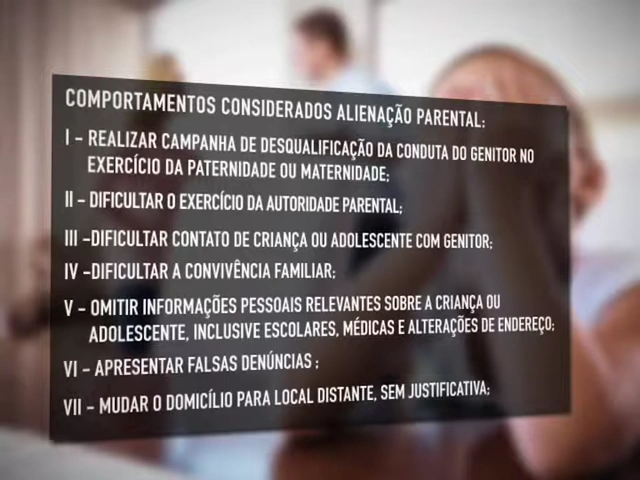 COMPORTAMENTOS CONSIDERADOS ALIENAÇÃO PARENTAL:
I - REALIZAR CAMPANHA DE DESQUALIFICAÇÃO DA CONDUTA DO GENITOR NO
EXERCÍCIO DA PATERNIDADE OU MATERNIDADE;
II - DIFICULTAR O EXERCÍCIO DA AUTORIDADE PARENTAL;
III -DIFICULTAR CONTATO DE CRIANÇA OU ADOLESCENTE COM GENITOR;
IV -DIFICULTAR A CONVIVÊNCIA FAMILIAR;
V - OMITIR INFORMAÇÕES PESSOAIS RELEVANTES SOBRE A CRIANÇA OU
ADOLESCENTE, INCLUSIVE ESCOLARES, MÉDICAS E ALTERAÇÕES DE ENDEREÇO;
VI - APRESENTAR FALSAS DENÚNCIAS ;
VII - MUDAR O DOMICÍLIO PARA LOCAL DISTANTE, SEM JUSTIFICATIVA;